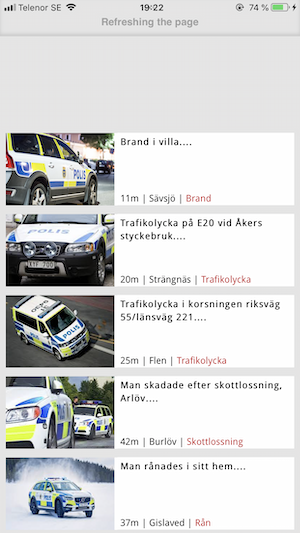 Telenor SE 19:22 74 %
Refreshing the page
Brand i villa....
11m | Sävsjö | Brand
Trafikolycka på E20 vid Åkers
styckebruk....
20m | Strängnäs | Trafikolycka
Trafikolycka i korsningen riksväg
55/länsväg 221....
25m | Flen | Trafikolycka
Man skadade efter skottlossning,
Arlöv....
42m | Burlöv | Skottlossning
Man rånades i sitt hem....
37m | Gislaved | Rån
POLIS
POLIS
POLIS